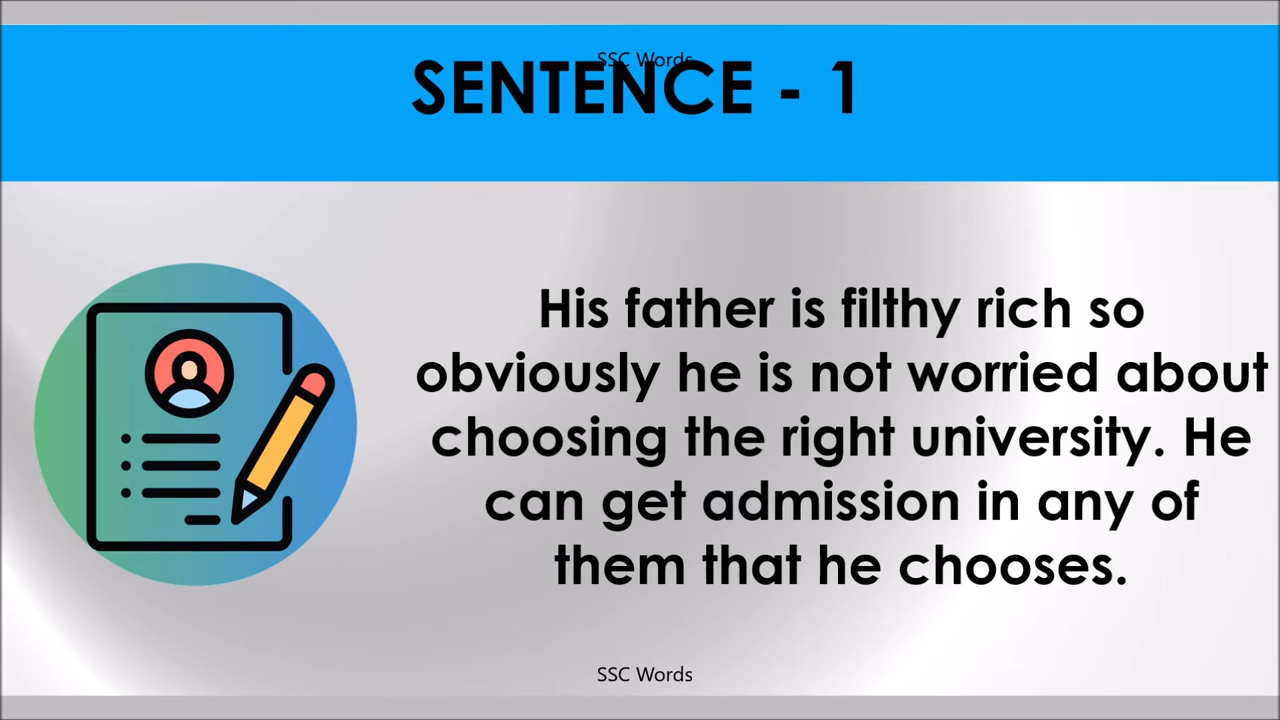 SSC Words
SENTENCE - 1
His father is filthy rich so
obviously he is not worried about
choosing the right university. He
can get admission in any of
them that he chooses.
SSC Words